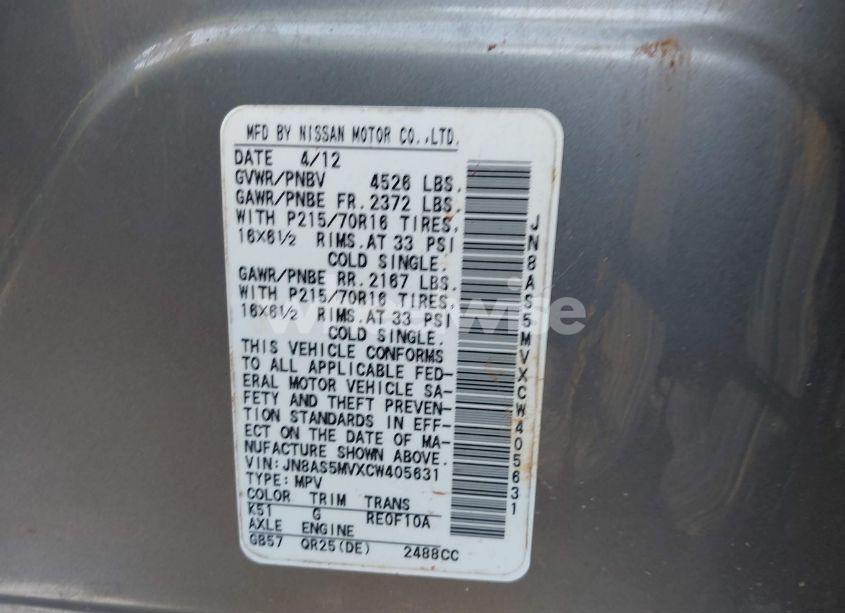 MFD BY NISSAN MOTOR CO.,LTD.
DATE 4/12
GVWR/PNBV 4526 LBS.
GAWR/PNBE FR. 2372 LBS.
WITH P215/70R16 TIRES,
16X6½ RIMS.AT 33 PSI
COLD SINGLE.
GAWR/PNBE RR. 2167 LBS.
WITH P215/70R16 TIRES,
16X6½ RIMS.AT 33 PSI
COLD SINGLE.
THIS VEHICLE CONFORMS
TO ALL APPLICABLE FED-
ERAL MOTOR VEHICLE SA-
FETY AND THEFT PREVEN-
TION STANDARDS IN EFF-
ECT ON THE DATE OF MA-
NUFACTURE SHOWN ABOVE.
VIN: JN8AS5MVXCW405631
TYPE: MPV
COLOR TRIM TRANS
K51 G RE0F10A
AXLE ENGINE
GB57 QR25(DE) 2488CC
JN8AS5MVXCW405631